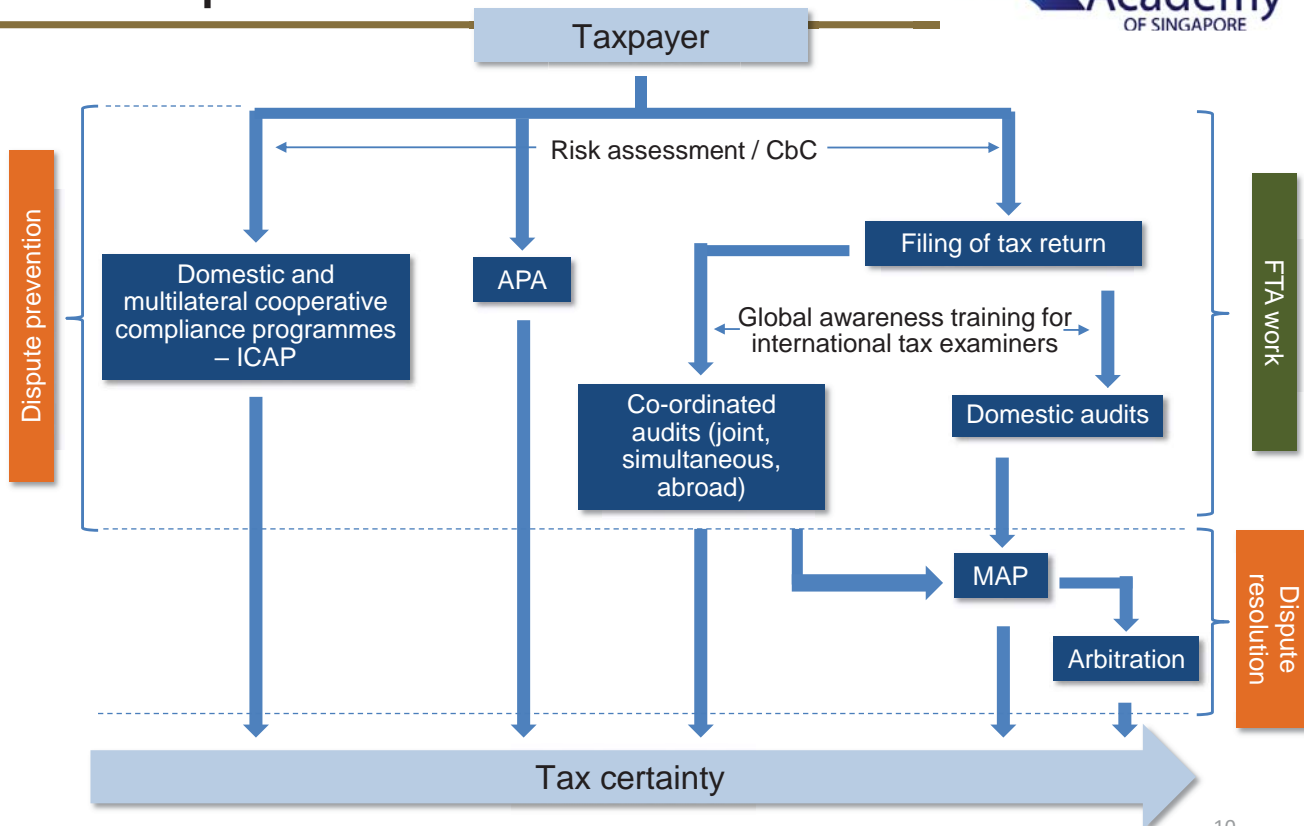 Academy
OF SINGAPORE
Taxpayer
Risk assessment / CbC
Dispute prevention
FTA work
Filing of tax return
Domestic and
multilateral cooperative
compliance programmes
– ICAP
APA
Global awareness training for
international tax examiners
Co-ordinated
audits (joint,
simultaneous,
abroad)
Domestic audits
MAP
Dispute
resolution
Arbitration
Tax certainty